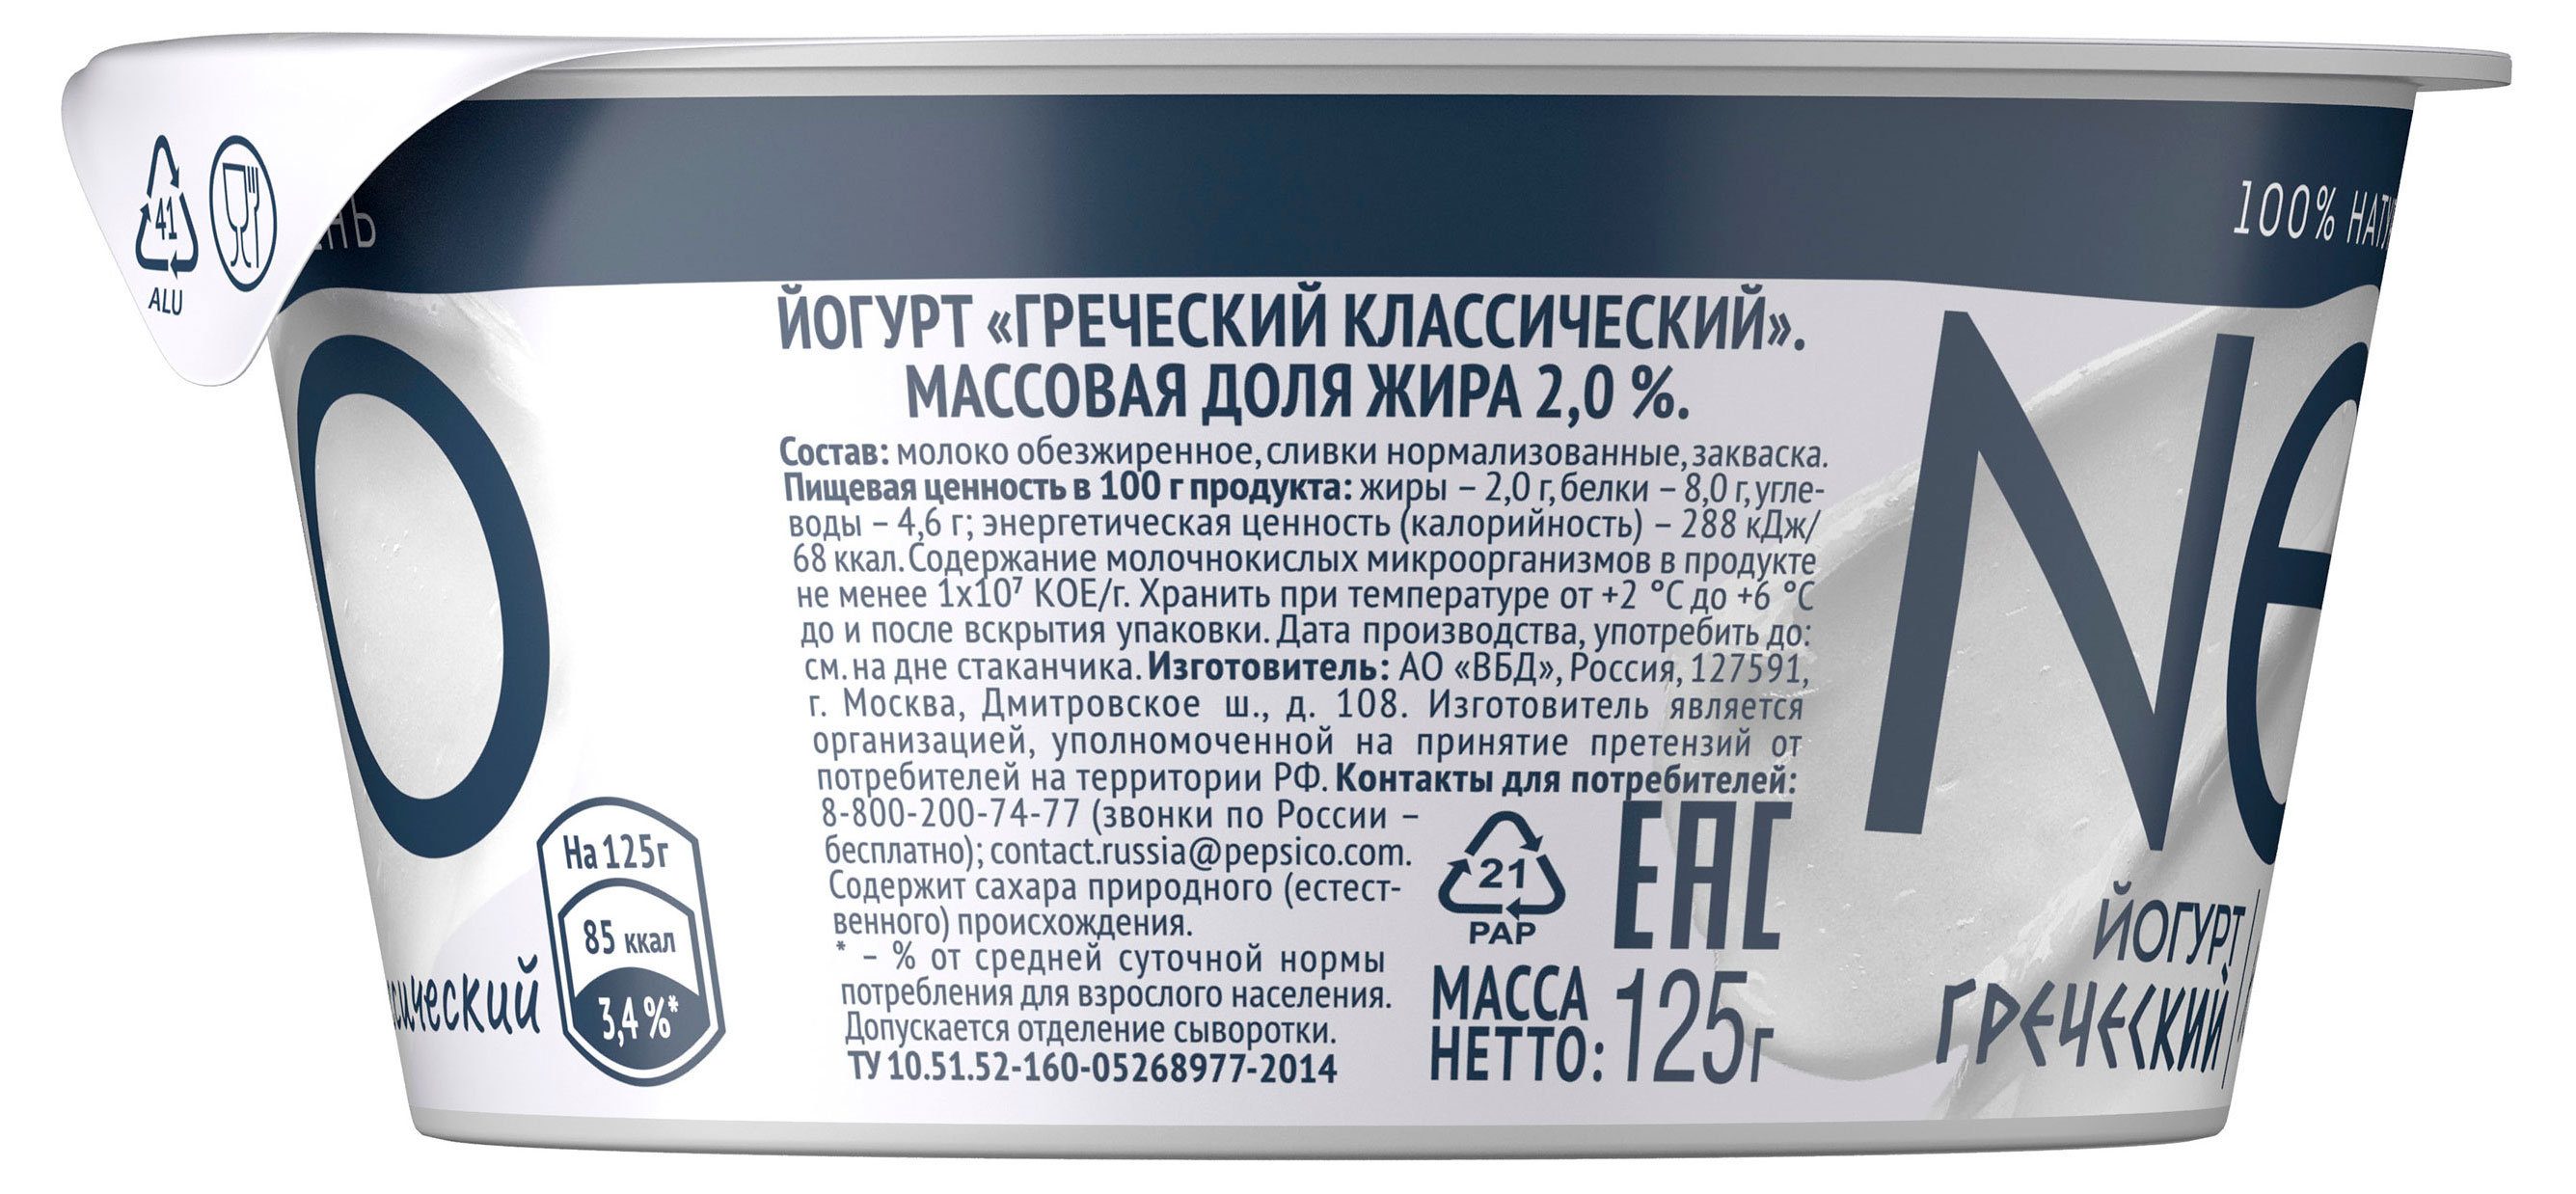 41
ALU
100%
ЙОГУРТ «ГРЕЧЕСКИЙ КЛАССИЧЕСКИЙ».
МАССОВАЯ ДОЛЯ ЖИРА 2,0 %.
Состав: молоко обезжиренное, сливки нормализованные, закваска.
Пищевая ценность в 100 г продукта: жиры – 2,0 г, белки – 8,0 г, угле-
воды – 4,6 г; энергетическая ценность (калорийность) – 288 кДж/
68 ккал. Содержание молочнокислых микроорганизмов в продукте
не менее 1х10⁷ КОЕ/г. Хранить при температуре от +2 °С до +6 °С
до и после вскрытия упаковки. Дата производства, употребить до:
см. на дне стаканчика. Изготовитель: АО «ВБД», Россия, 127591,
г. Москва, Дмитровское ш., д. 108. Изготовитель является
организацией, уполномоченной на принятие претензий от
потребителей на территории РФ. Контакты для потребителей:
8-800-200-74-77 (звонки по России –
бесплатно); contact.russia@pepsico.com.
Содержит сахара природного (естест-
венного) происхождения.
* – % от средней суточной нормы
потребления для взрослого населения.
Допускается отделение сыворотки.
ТУ 10.51.52-160-05268977-2014
21
PAP
EAC
МАССА
НЕТТО: 125г
На 125г
85 ккал
3,4 %*
Ne
ЙОГУРТ
ГРЕЧЕСКИЙ